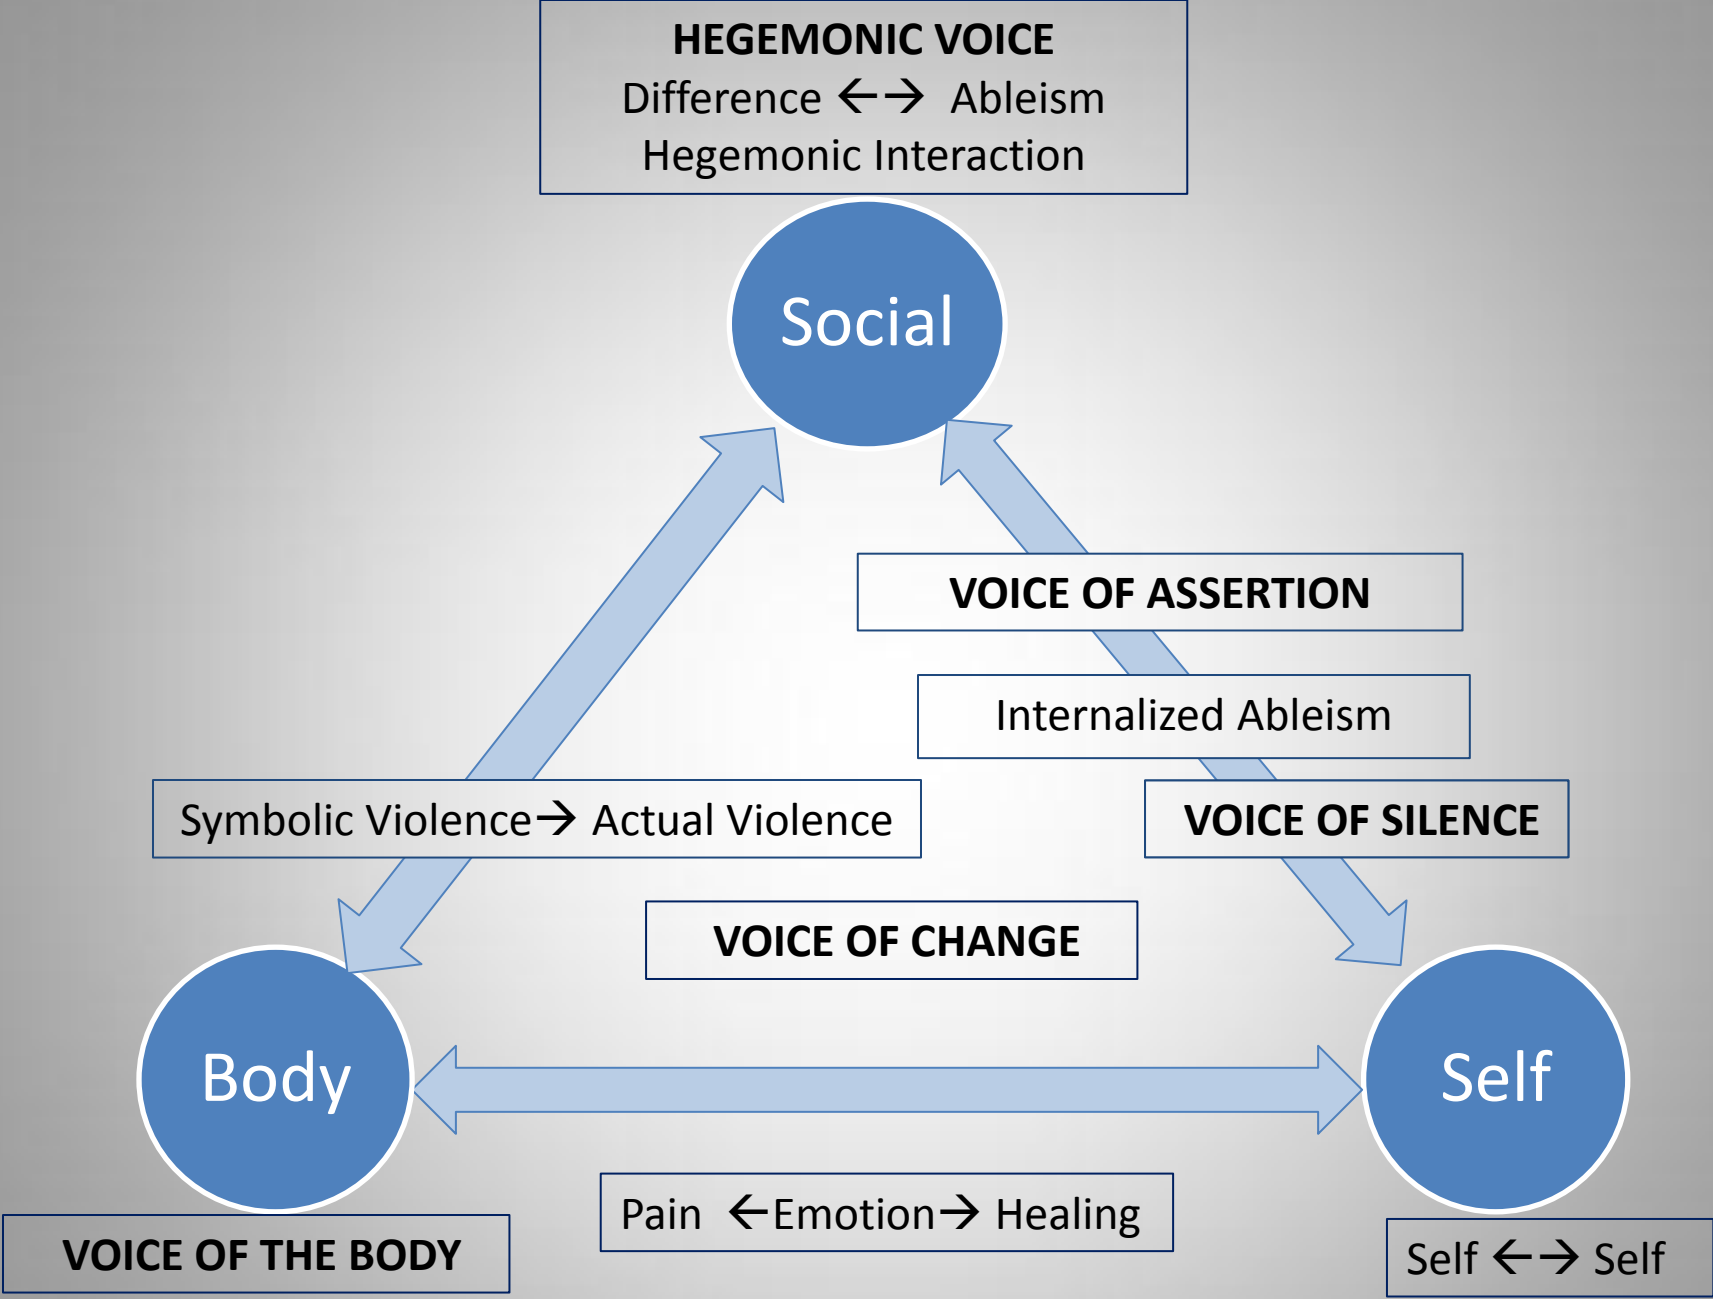 HEGEMONIC VOICE
Difference ←→ Ableism
Hegemonic Interaction
Social
VOICE OF ASSERTION
Internalized Ableism
Symbolic Violence→ Actual Violence
VOICE OF SILENCE
VOICE OF CHANGE
Body
Self
Pain ←Emotion→ Healing
VOICE OF THE BODY
Self ←→ Self